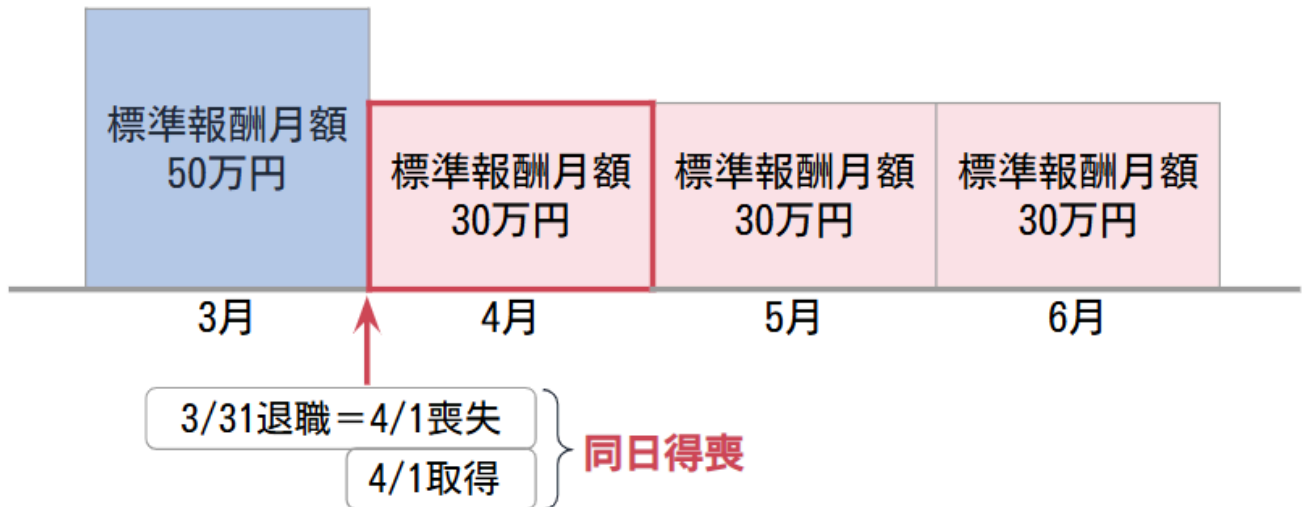 標準報酬月額
50万円
標準報酬月額
30万円
標準報酬月額
30万円
標準報酬月額
30万円
3月
4月
5月
6月
3/31退職＝4/1喪失
4/1取得
同日得喪